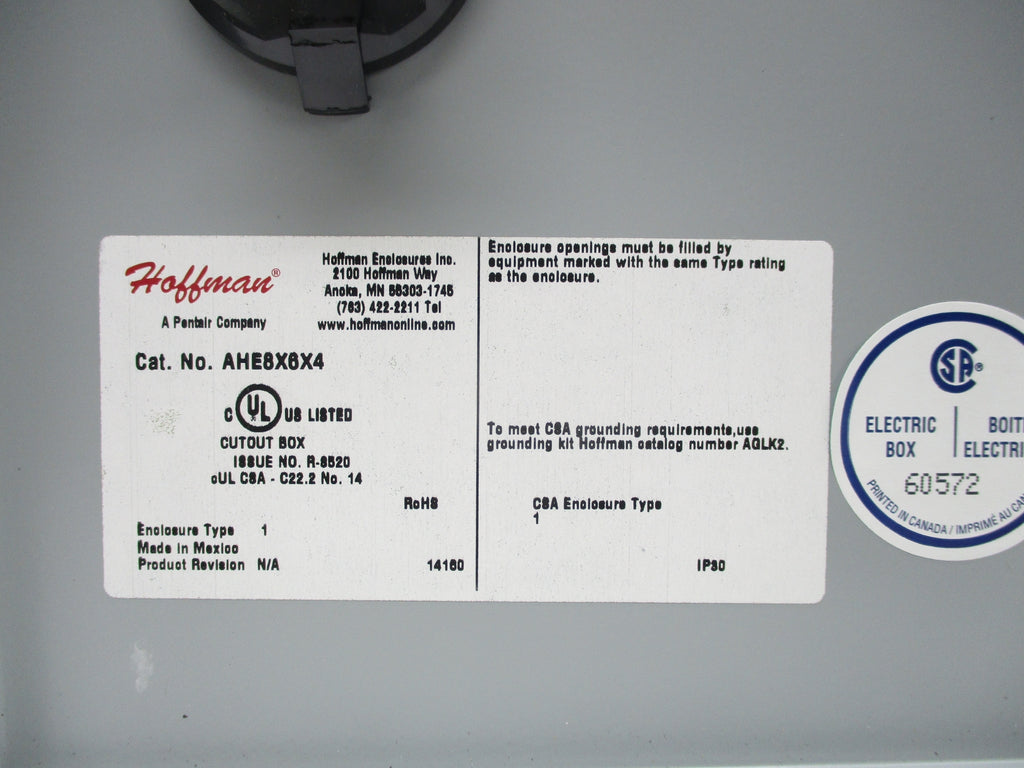 Hoffman®
A Pentair Company
Hoffman Enclosures Inc.
2100 Hoffman Way
Anoka, MN 55303-1745
(763) 422-2211 Tel
www.hoffmanonline.com
Cat. No. AHE6X6X4
C UL US LISTED
CUTOUT BOX
ISSUE NO. R-8520
cUL CSA - C22.2 No. 14
RoHS
Enclosure Type 1
Made in Mexico
Product Revision N/A
14160
Enclosure openings must be filled by
equipment marked with the same Type rating
as the enclosure.
To meet CSA grounding requirements,use
grounding kit Hoffman catalog number AGLK2.
CSA Enclosure Type
1
IP30
CSA®
ELECTRIC
BOX
BOIT
ELECTRI
60572
PRINTED IN CANADA / IMPRIMÉ AU CA